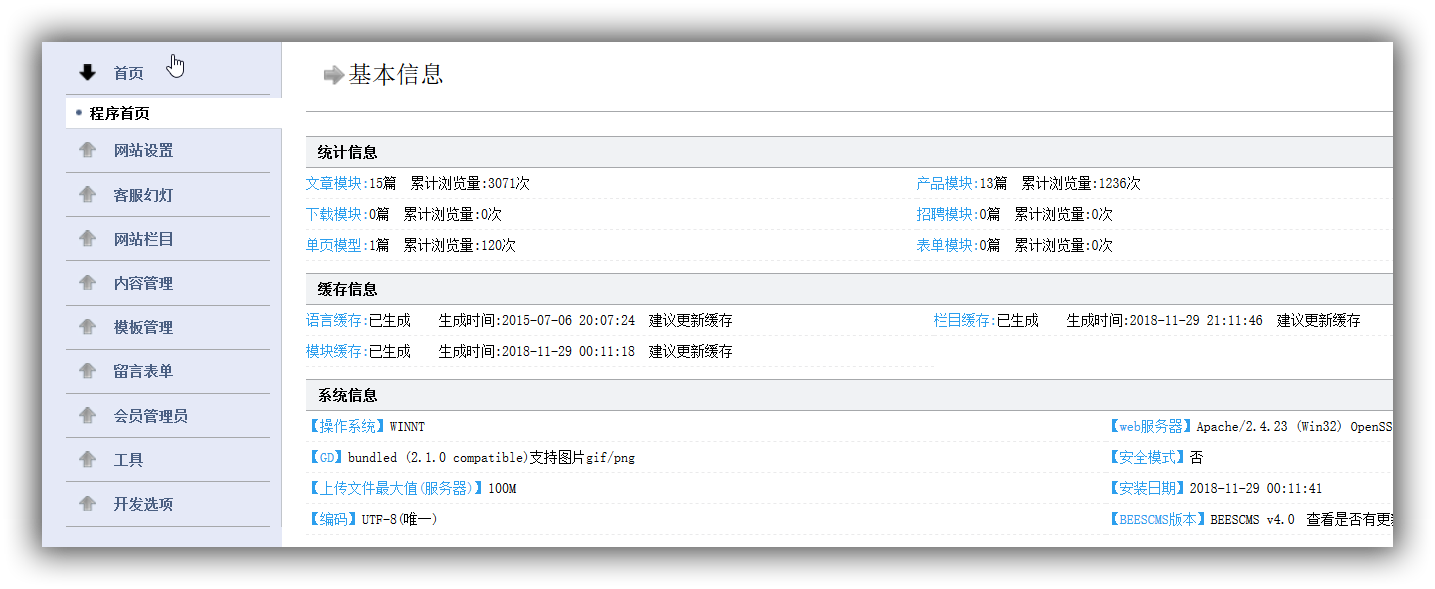 首页
程序首页
网站设置
客服幻灯
网站栏目
内容管理
模板管理
留言表单
会员管理员
工具
开发选项
基本信息
统计信息
文章模块:15篇 累计浏览量:3071次 产品模块:13篇 累计浏览量:1236次
下载模块:0篇 累计浏览量:0次 招聘模块:0篇 累计浏览量:0次
单页模型:1篇 累计浏览量:120次 表单模块:0篇 累计浏览量:0次
缓存信息
语言缓存:已生成 生成时间:2015-07-06 20:07:24 建议更新缓存 栏目缓存:已生成 生成时间:2018-11-29 21:11:46 建议更新缓存
模块缓存:已生成 生成时间:2018-11-29 00:11:18 建议更新缓存
系统信息
【操作系统】WINNT 【web服务器】Apache/2.4.23 (Win32) OpenSS
【GD】bundled (2.1.0 compatible)支持图片gif/png 【安全模式】否
【上传文件最大值(服务器)】100M 【安装日期】2018-11-29 00:11:41
【编码】UTF-8(唯一) 【BEESCMS版本】BEESCMS v4.0 查看是否有更